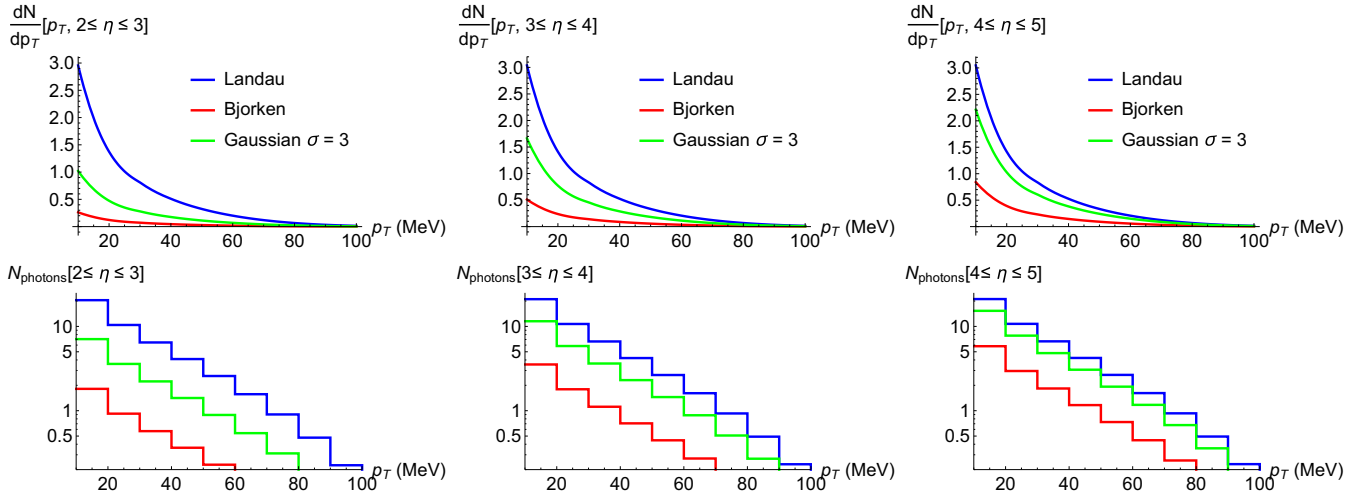 dN/dp_T [p_T, 2≤ η ≤ 3]
3.0
2.5
2.0
1.5
1.0
0.5
Landau
Bjorken
Gaussian σ = 3
20 40 60 80 100 p_T (MeV)
dN/dp_T [p_T, 3≤ η ≤ 4]
3.0
2.5
2.0
1.5
1.0
0.5
Landau
Bjorken
Gaussian σ = 3
20 40 60 80 100 p_T (MeV)
dN/dp_T [p_T, 4≤ η ≤ 5]
3.0
2.5
2.0
1.5
1.0
0.5
Landau
Bjorken
Gaussian σ = 3
20 40 60 80 100 p_T (MeV)
N_photons[2≤ η ≤ 3]
10
5
1
0.5
20 40 60 80 100 p_T (MeV)
N_photons[3≤ η ≤ 4]
10
5
1
0.5
20 40 60 80 100 p_T (MeV)
N_photons[4≤ η ≤ 5]
10
5
1
0.5
20 40 60 80 100 p_T (MeV)